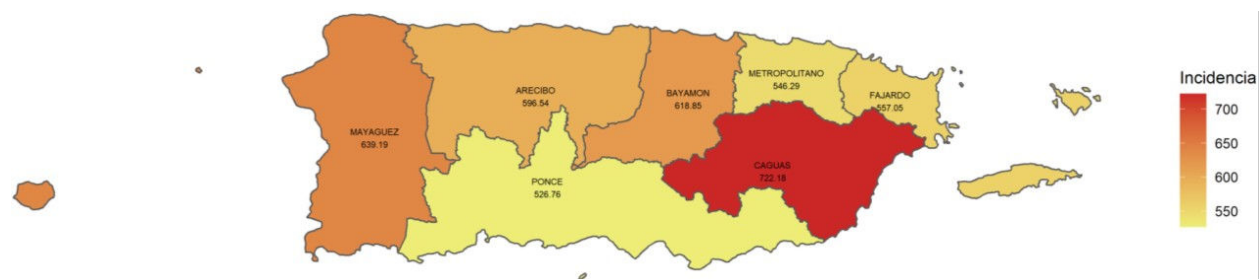 METROPOLITANO
546.29
ARECIBO
596.54
BAYAMON
618.85
FAJARDO
557.05
MAYAGUEZ
639.19
CAGUAS
722.18
PONCE
526.76
Incidencia
700
650
600
550